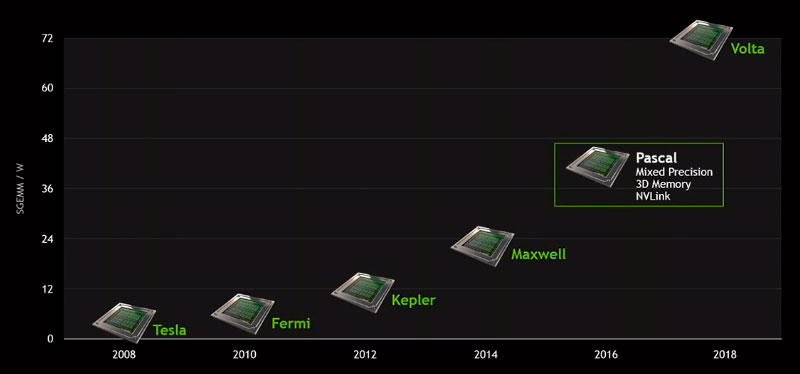 72
Volta
60
48
Pascal
Mixed Precision
3D Memory
NVLink
SGEMM / W
36
24
Maxwell
12
Kepler
Fermi
Tesla
0
2008 2010 2012 2014 2016 2018